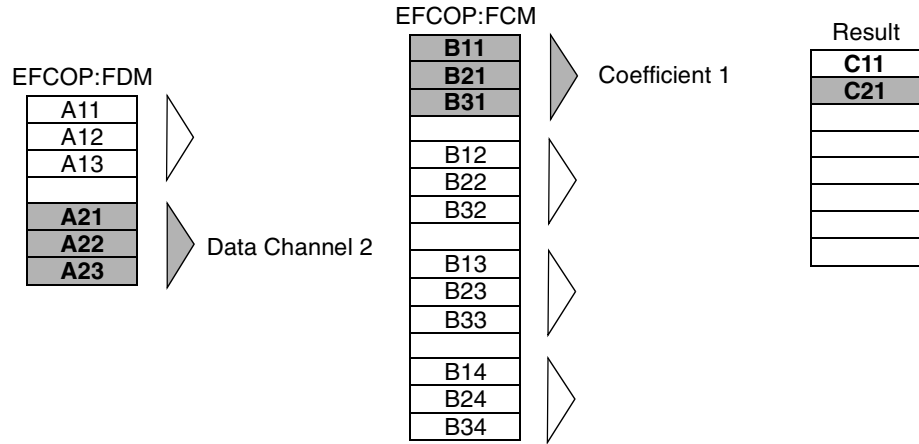 EFCOP:FDM
A11
A12
A13
A21
A22
A23
Data Channel 2
EFCOP:FCM
B11
B21
B31
Coefficient 1
B12
B22
B32
B13
B23
B33
B14
B24
B34
Result
C11
C21